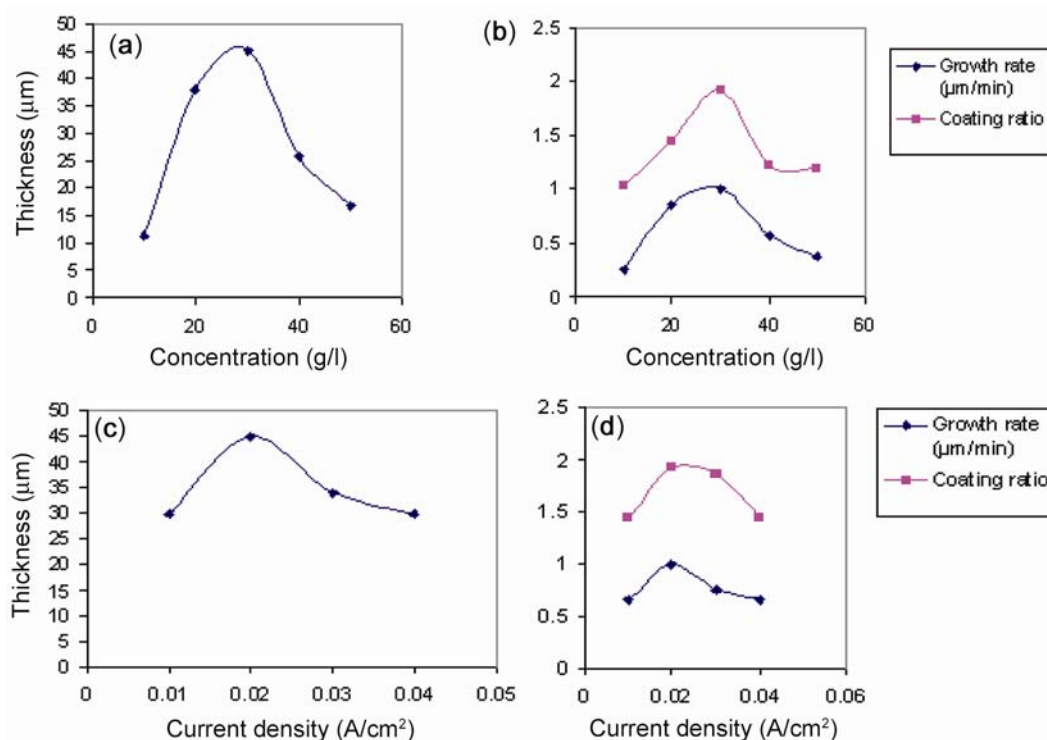 (a)
Thickness (µm)
50
45
40
35
30
25
20
15
10
5
0
0 20 40 60
Concentration (g/l)
(b)
2.5
2
1.5
1
0.5
0
0 20 40 60
Concentration (g/l)
Growth rate
(µm/min)
Coating ratio
(c)
Thickness (µm)
50
45
40
35
30
25
20
15
10
5
0
0 0.01 0.02 0.03 0.04 0.05
Current density (A/cm²)
(d)
2.5
2
1.5
1
0.5
0
0 0.02 0.04 0.06
Current density (A/cm²)
Growth rate
(µm/min)
Coating ratio